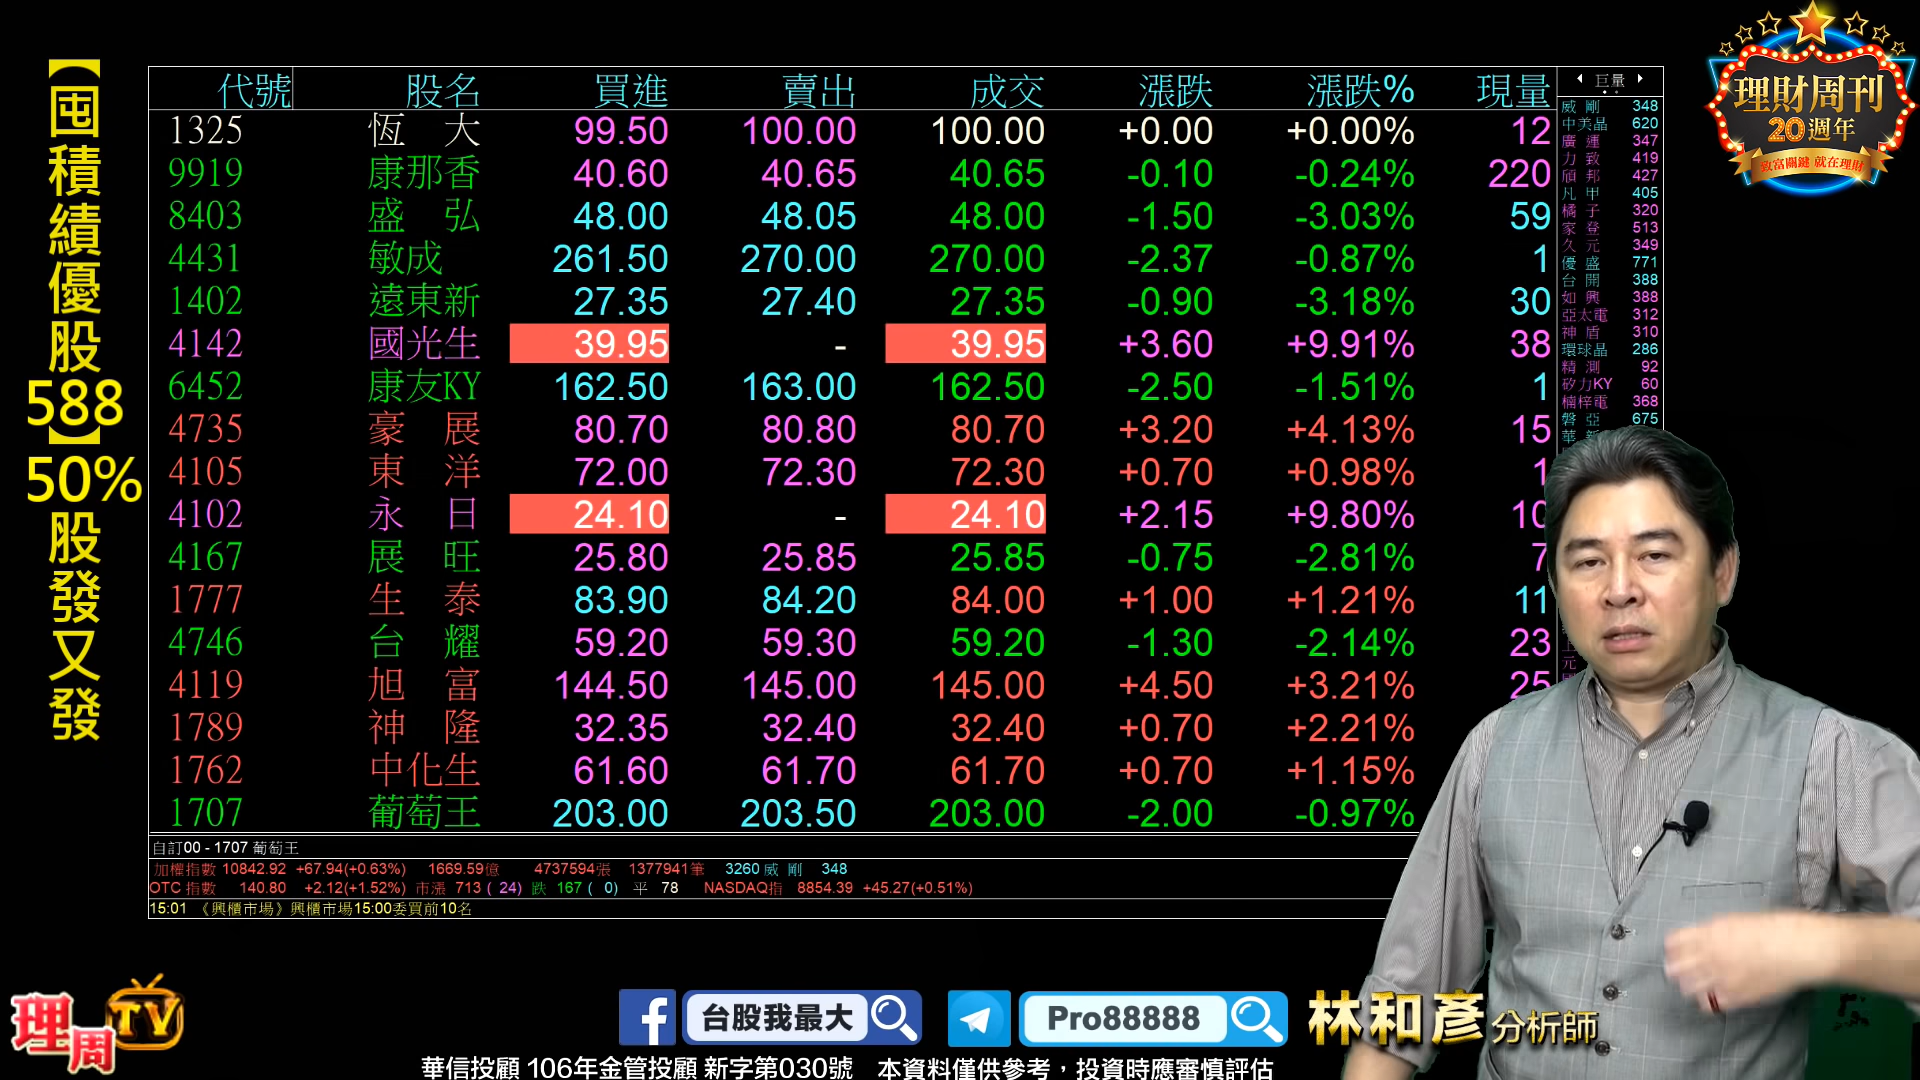 【囤積績優股588】50%股發又發
代號 股名 買進 賣出 成交 漲跌 漲跌% 現量
1325 恆大 99.50 100.00 100.00 +0.00 +0.00% 12
9919 康那香 40.60 40.65 40.65 -0.10 -0.24% 220
8403 盛弘 48.00 48.05 48.00 -1.50 -3.03% 59
4431 敏成 261.50 270.00 270.00 -2.37 -0.87% 1
1402 遠東新 27.35 27.40 27.35 -0.90 -3.18% 30
4142 國光生 39.95 - 39.95 +3.60 +9.91% 38
6452 康友KY 162.50 163.00 162.50 -2.50 -1.51% 1
4735 豪展 80.70 80.80 80.70 +3.20 +4.13% 15
4105 東洋 72.00 72.30 72.30 +0.70 +0.98% 1
4102 永日 24.10 - 24.10 +2.15 +9.80% 10
4167 展旺 25.80 25.85 25.85 -0.75 -2.81% 7
1777 生泰 83.90 84.20 84.00 +1.00 +1.21% 11
4746 台耀 59.20 59.30 59.20 -1.30 -2.14% 23
4119 旭富 144.50 145.00 145.00 +4.50 +3.21% 25
1789 神隆 32.35 32.40 32.40 +0.70 +2.21%
1762 中化生 61.60 61.70 61.70 +0.70 +1.15%
1707 葡萄王 203.00 203.50 203.00 -2.00 -0.97%
巨量
威剛 348
中美晶 620
廣運 347
力致 419
頎邦 427
凡甲 405
橘子 320
家登 513
久元 349
優盛 771
台開 388
如興 388
亞太電 312
神盾 310
環球晶 286
精測 92
矽力KY 60
楠梓電 368
磐亞 675
華新
元
自訂00 - 1707 葡萄王
加權指數 10842.92 +67.94(+0.63%) 1669.59億 4737594張 1377941筆 3260 威剛 348
OTC 指數 140.80 +2.12(+1.52%) 市漲 713 ( 24) 跌 167 ( 0) 平 78 NASDAQ指 8854.39 +45.27(+0.51%)
15:01 《興櫃市場》興櫃市場15:00委買前10名
理財周刊
20週年
致富關鍵 就在理財
理周TV
f 台股我最大
Pro88888
林和彥 分析師
華信投顧 106年金管投顧 新字第030號 本資料僅供參考，投資時應審慎評估